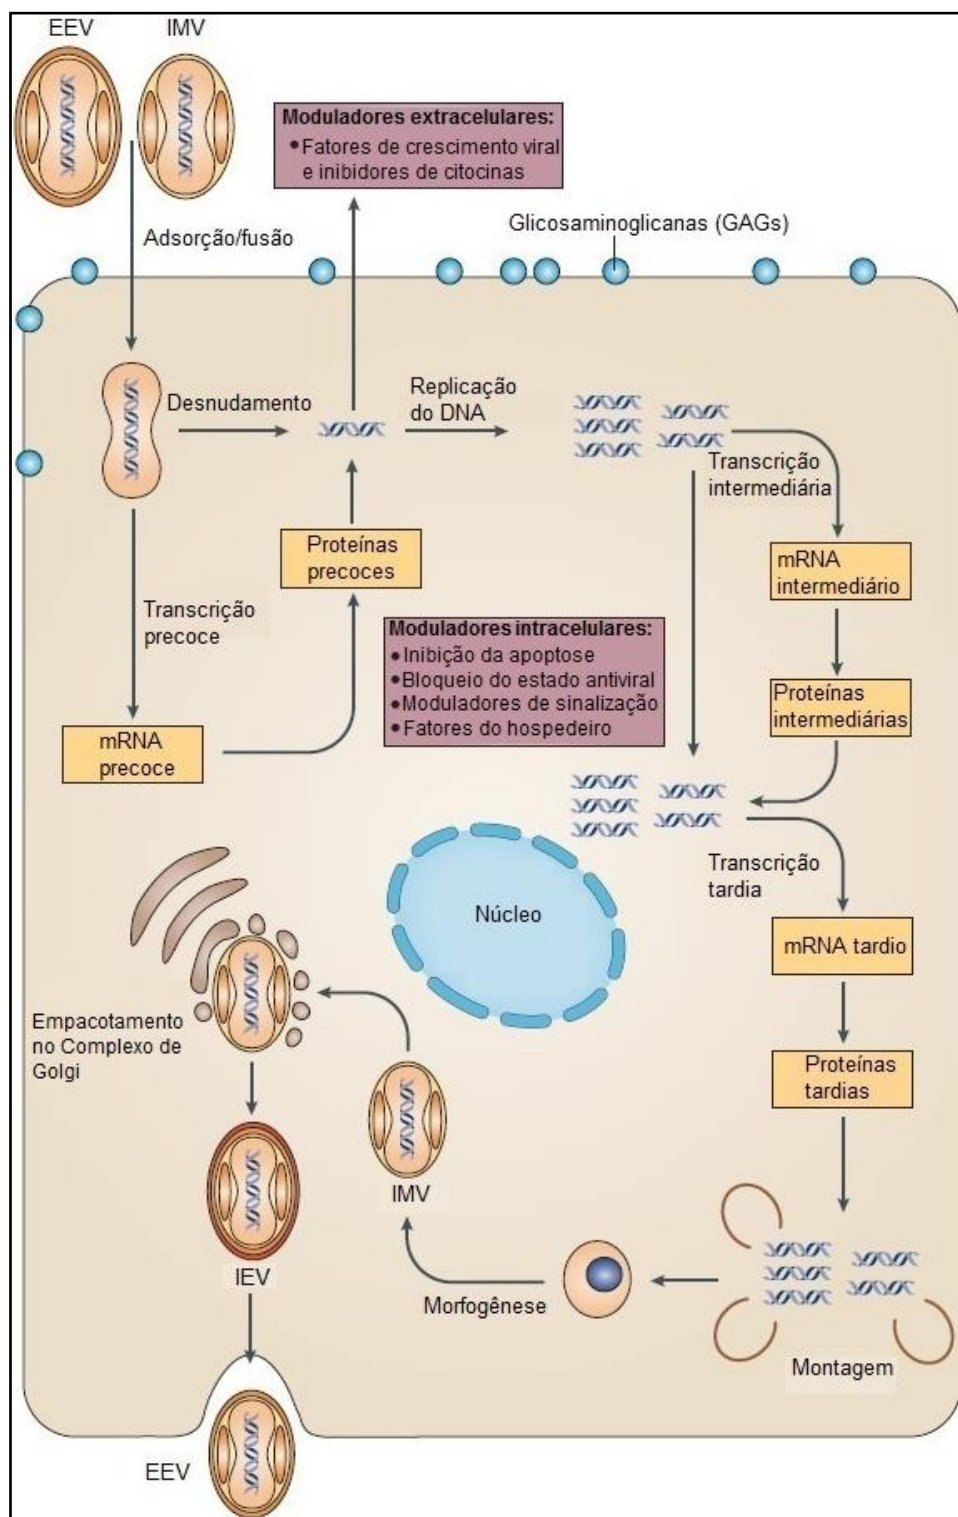 EEV
IMV
Moduladores extracelulares:
•Fatores de crescimento viral
e inibidores de citocinas
Adsorção/fusão
Glicosaminoglicanas (GAGs)
Desnudamento
Replicação
do DNA
Transcrição
intermediária
Proteínas
precoces
mRNA
intermediário
Transcrição
precoce
Moduladores intracelulares:
•Inibição da apoptose
•Bloqueio do estado antiviral
•Moduladores de sinalização
•Fatores do hospedeiro
Proteínas
intermediárias
mRNA
precoce
Transcrição
tardia
Núcleo
mRNA tardio
Empacotamento
no Complexo de
Golgi
Proteínas
tardias
IMV
IEV
Morfogênese
Montagem
EEV